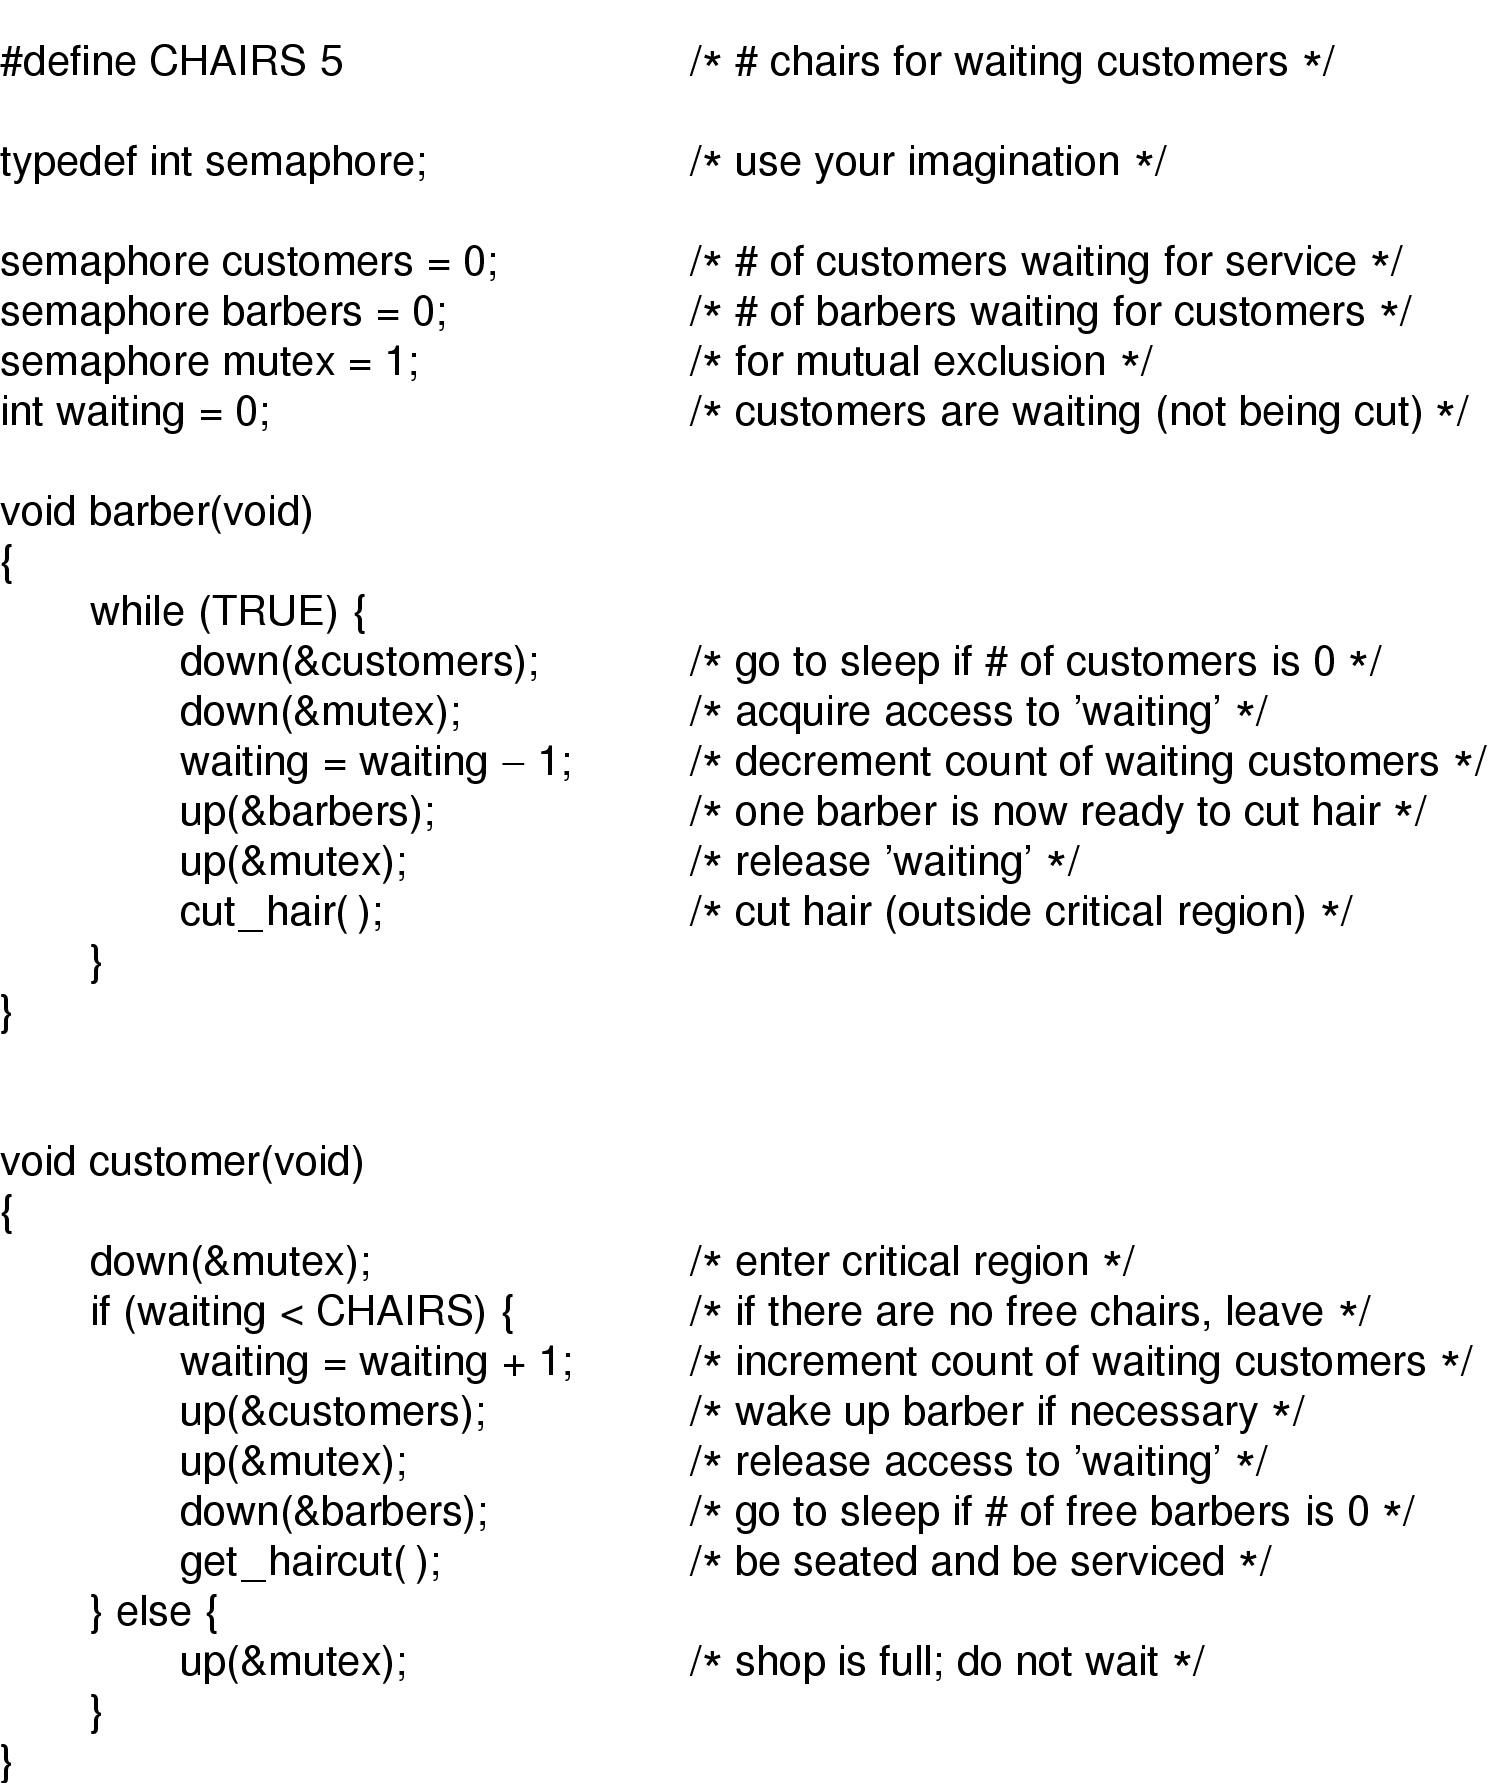 #define CHAIRS 5 /* # chairs for waiting customers */
typedef int semaphore; /* use your imagination */
semaphore customers = 0; /* # of customers waiting for service */
semaphore barbers = 0; /* # of barbers waiting for customers */
semaphore mutex = 1; /* for mutual exclusion */
int waiting = 0; /* customers are waiting (not being cut) */
void barber(void)
{
while (TRUE) {
down(&customers); /* go to sleep if # of customers is 0 */
down(&mutex); /* acquire access to ’waiting’ */
waiting = waiting − 1; /* decrement count of waiting customers */
up(&barbers); /* one barber is now ready to cut hair */
up(&mutex); /* release ’waiting’ */
cut_hair( ); /* cut hair (outside critical region) */
}
}
void customer(void)
{
down(&mutex); /* enter critical region */
if (waiting < CHAIRS) { /* if there are no free chairs, leave */
waiting = waiting + 1; /* increment count of waiting customers */
up(&customers); /* wake up barber if necessary */
up(&mutex); /* release access to ’waiting’ */
down(&barbers); /* go to sleep if # of free barbers is 0 */
get_haircut( ); /* be seated and be serviced */
} else {
up(&mutex); /* shop is full; do not wait */
}
}